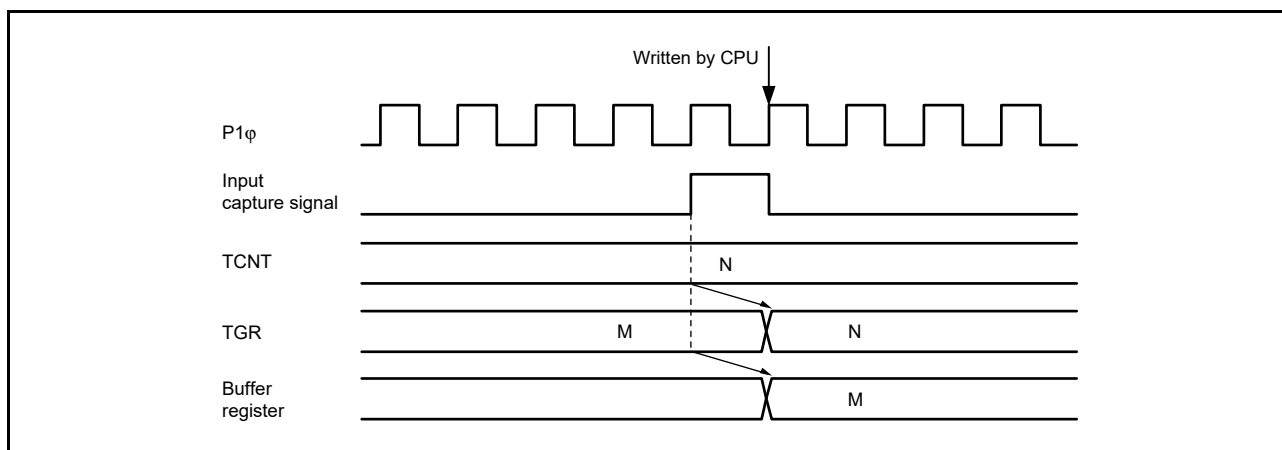 Written by CPU
P1φ
Input
capture signal
TCNT
N
TGR
M
N
Buffer
register
M